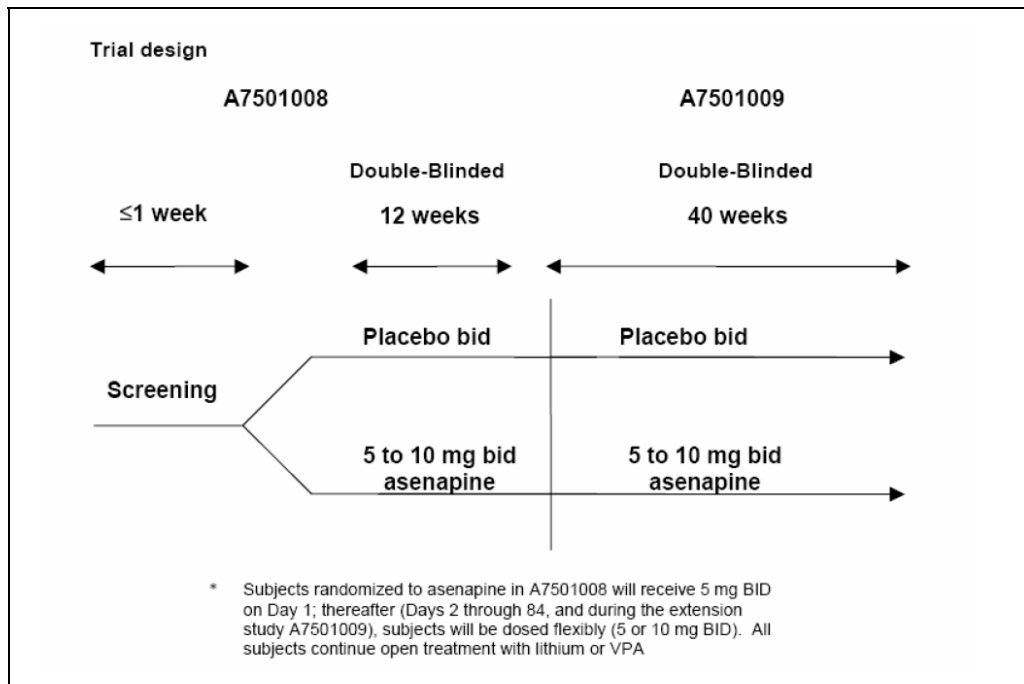 Trial design
A7501008 A7501009
Double-Blinded Double-Blinded
≤1 week 12 weeks 40 weeks
Placebo bid Placebo bid
Screening
5 to 10 mg bid 5 to 10 mg bid
asenapine asenapine
* Subjects randomized to asenapine in A7501008 will receive 5 mg BID
on Day 1; thereafter (Days 2 through 84, and during the extension
study A7501009), subjects will be dosed flexibly (5 or 10 mg BID). All
subjects continue open treatment with lithium or VPA